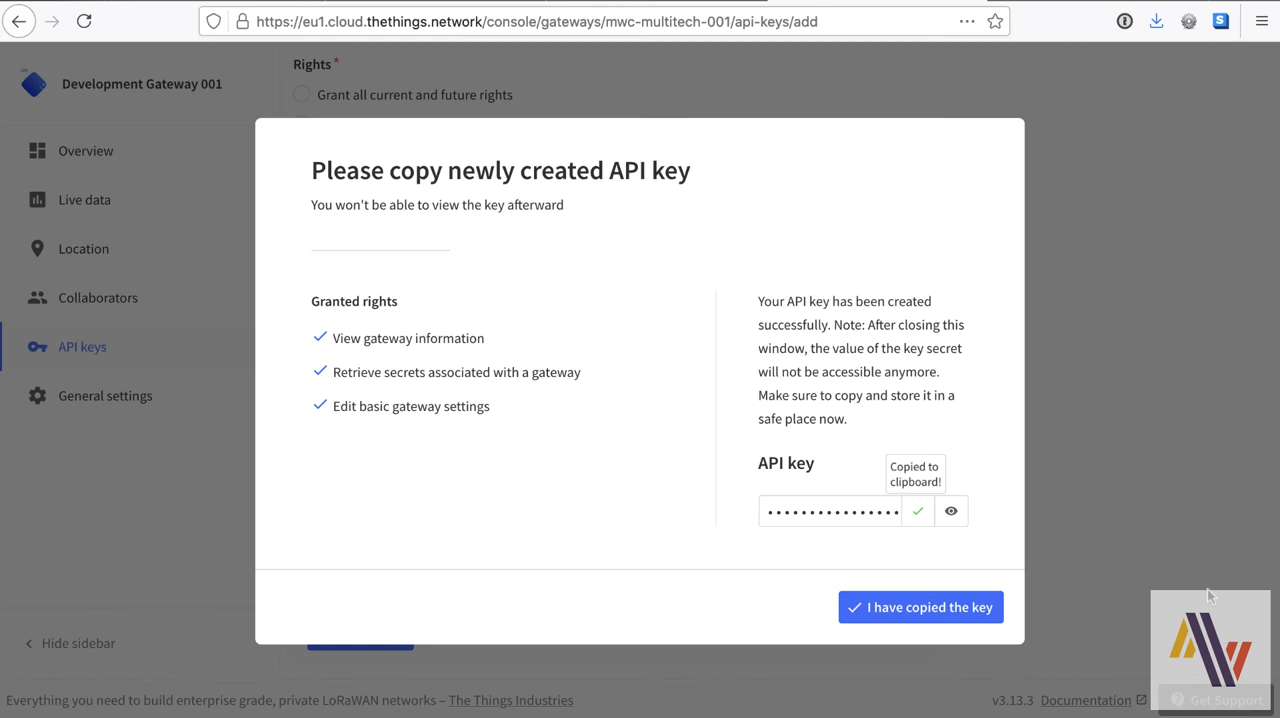 https://eu1.cloud.thethings.network/console/gateways/mwc-multitech-001/api-keys/add
Development Gateway 001
Overview
Live data
Location
Collaborators
API keys
General settings
Hide sidebar
Rights *
Grant all current and future rights
Please copy newly created API key
You won't be able to view the key afterward
Granted rights
View gateway information
Retrieve secrets associated with a gateway
Edit basic gateway settings
Your API key has been created
successfully. Note: After closing this
window, the value of the key secret
will not be accessible anymore.
Make sure to copy and store it in a
safe place now.
API key
Copied to
clipboard!
••••••••••••••••
I have copied the key
Everything you need to build enterprise grade, private LoRaWAN networks – The Things Industries
v3.13.3 Documentation
Get Support